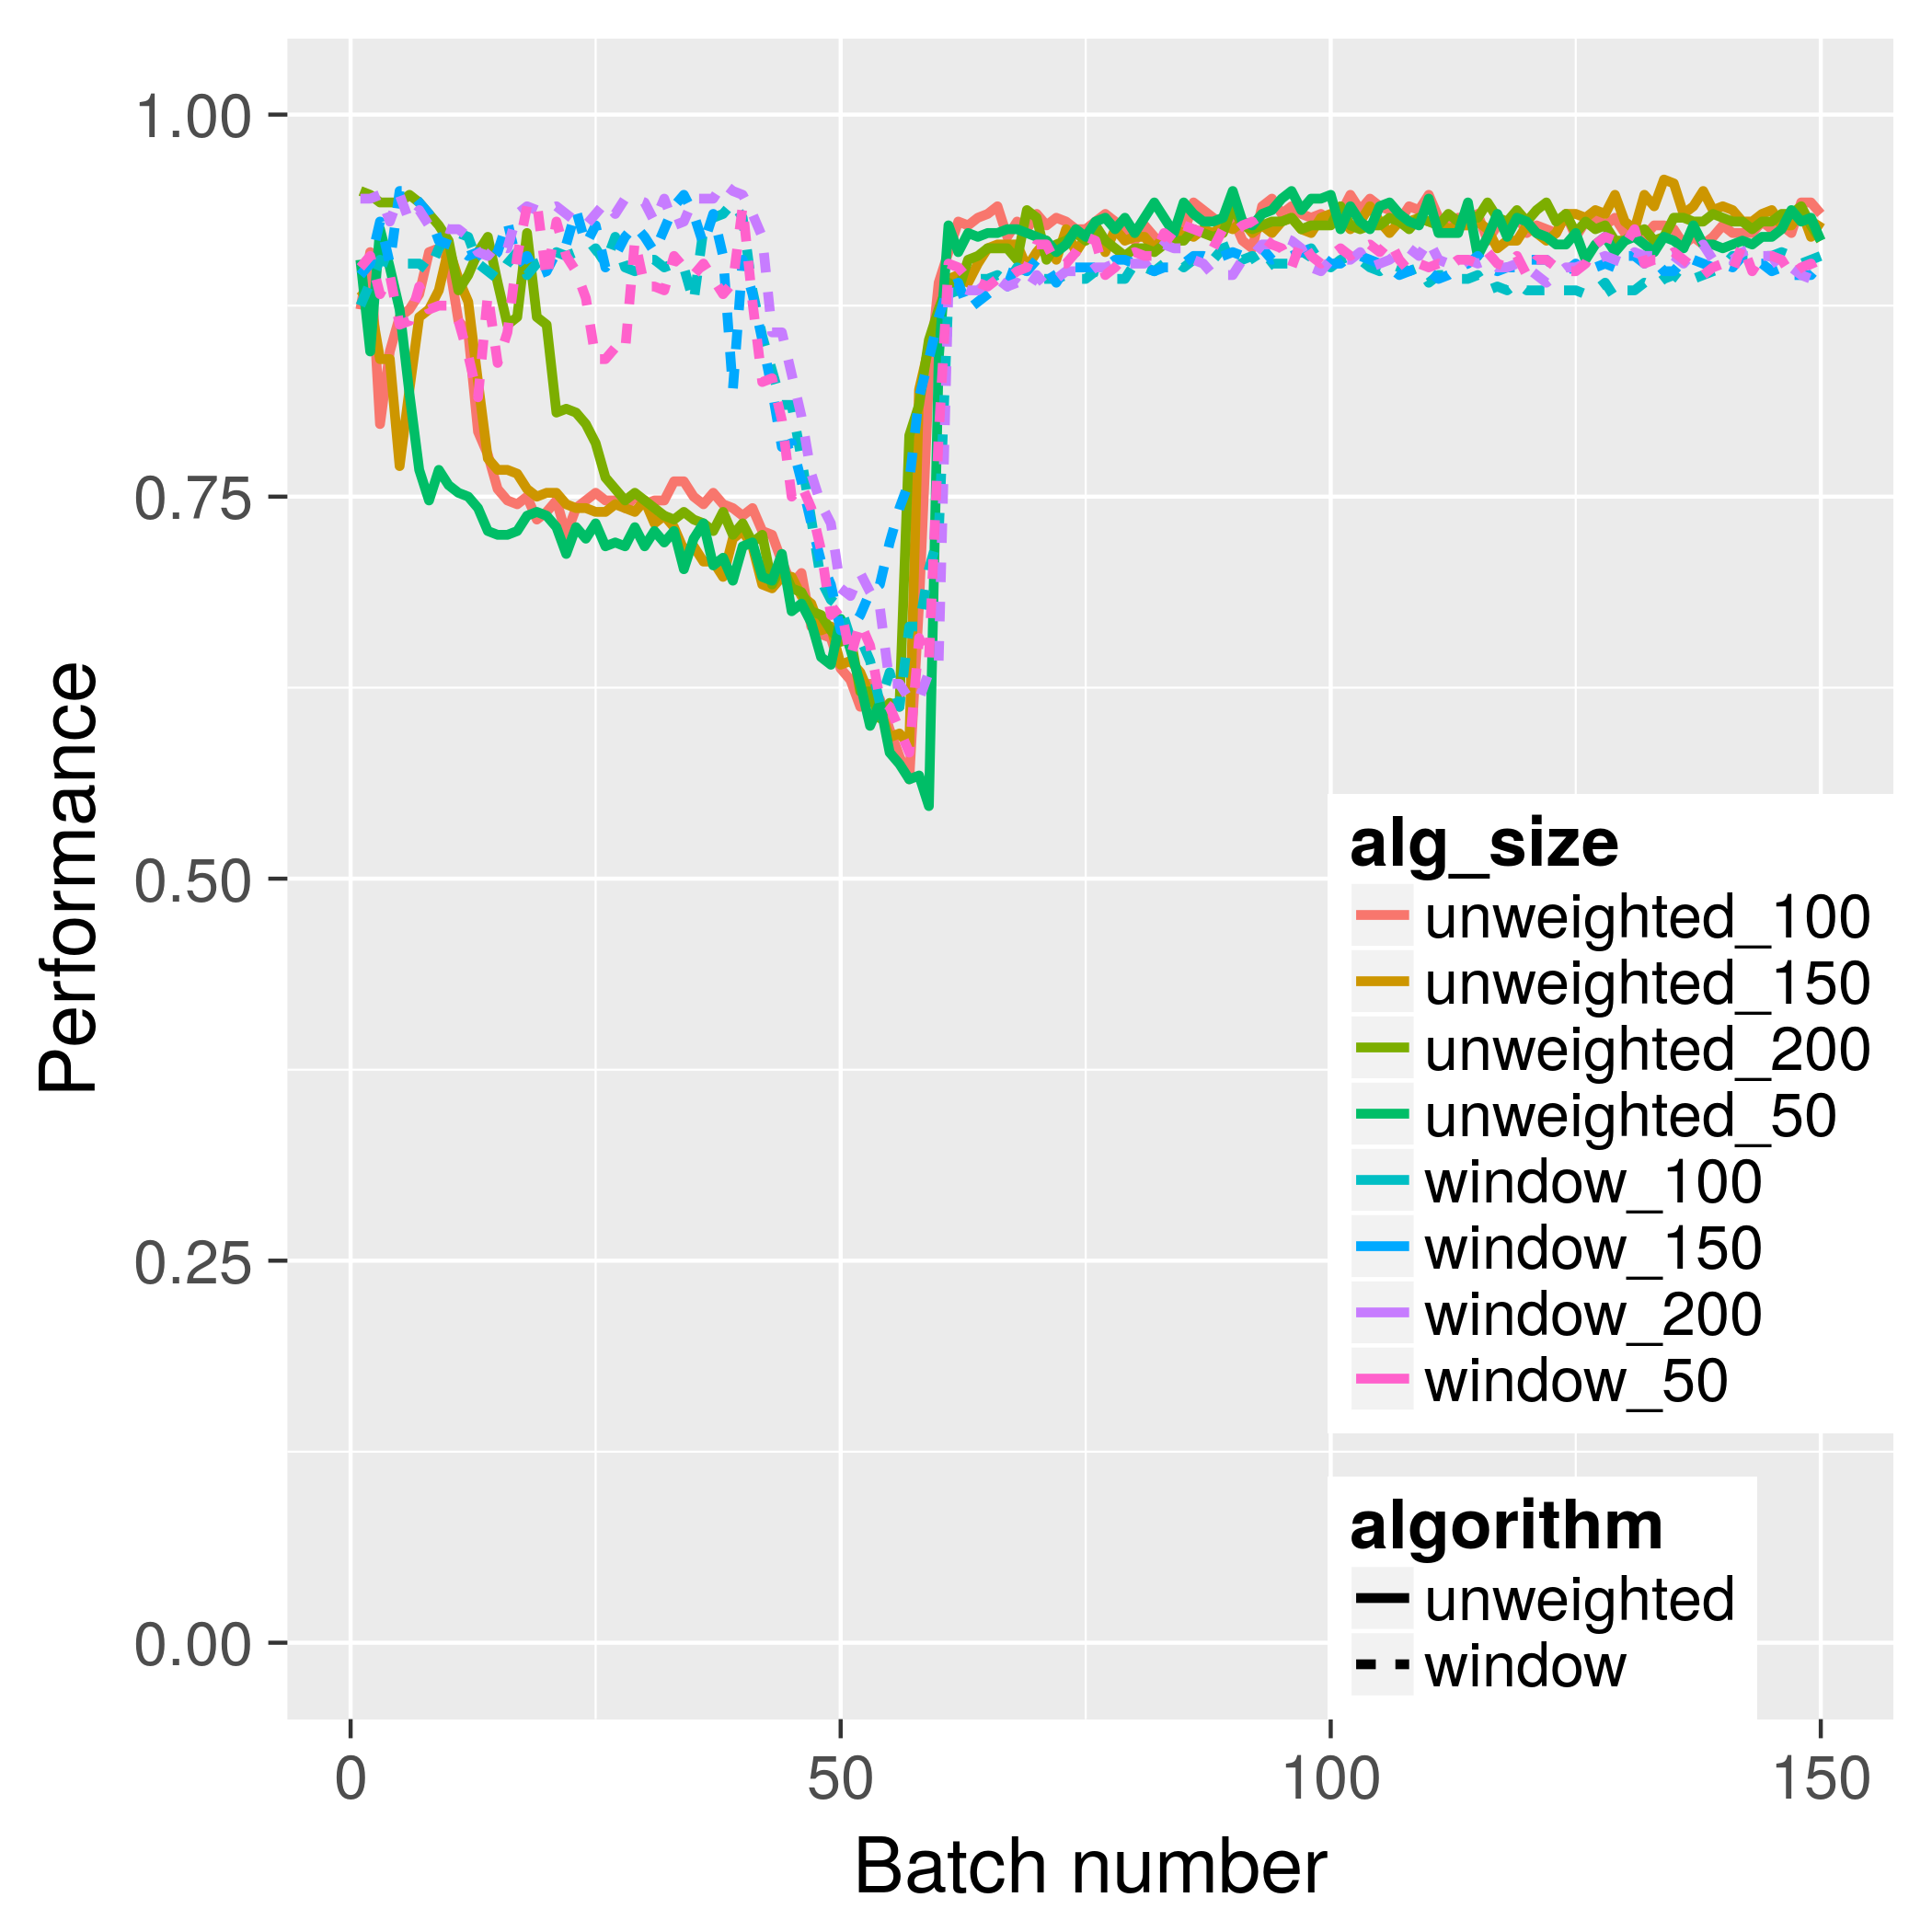 1.00
0.75
0.50
0.25
0.00
Performance
0
50
100
150
Batch number
alg_size
unweighted_100
unweighted_150
unweighted_200
unweighted_50
window_100
window_150
window_200
window_50
algorithm
unweighted
window